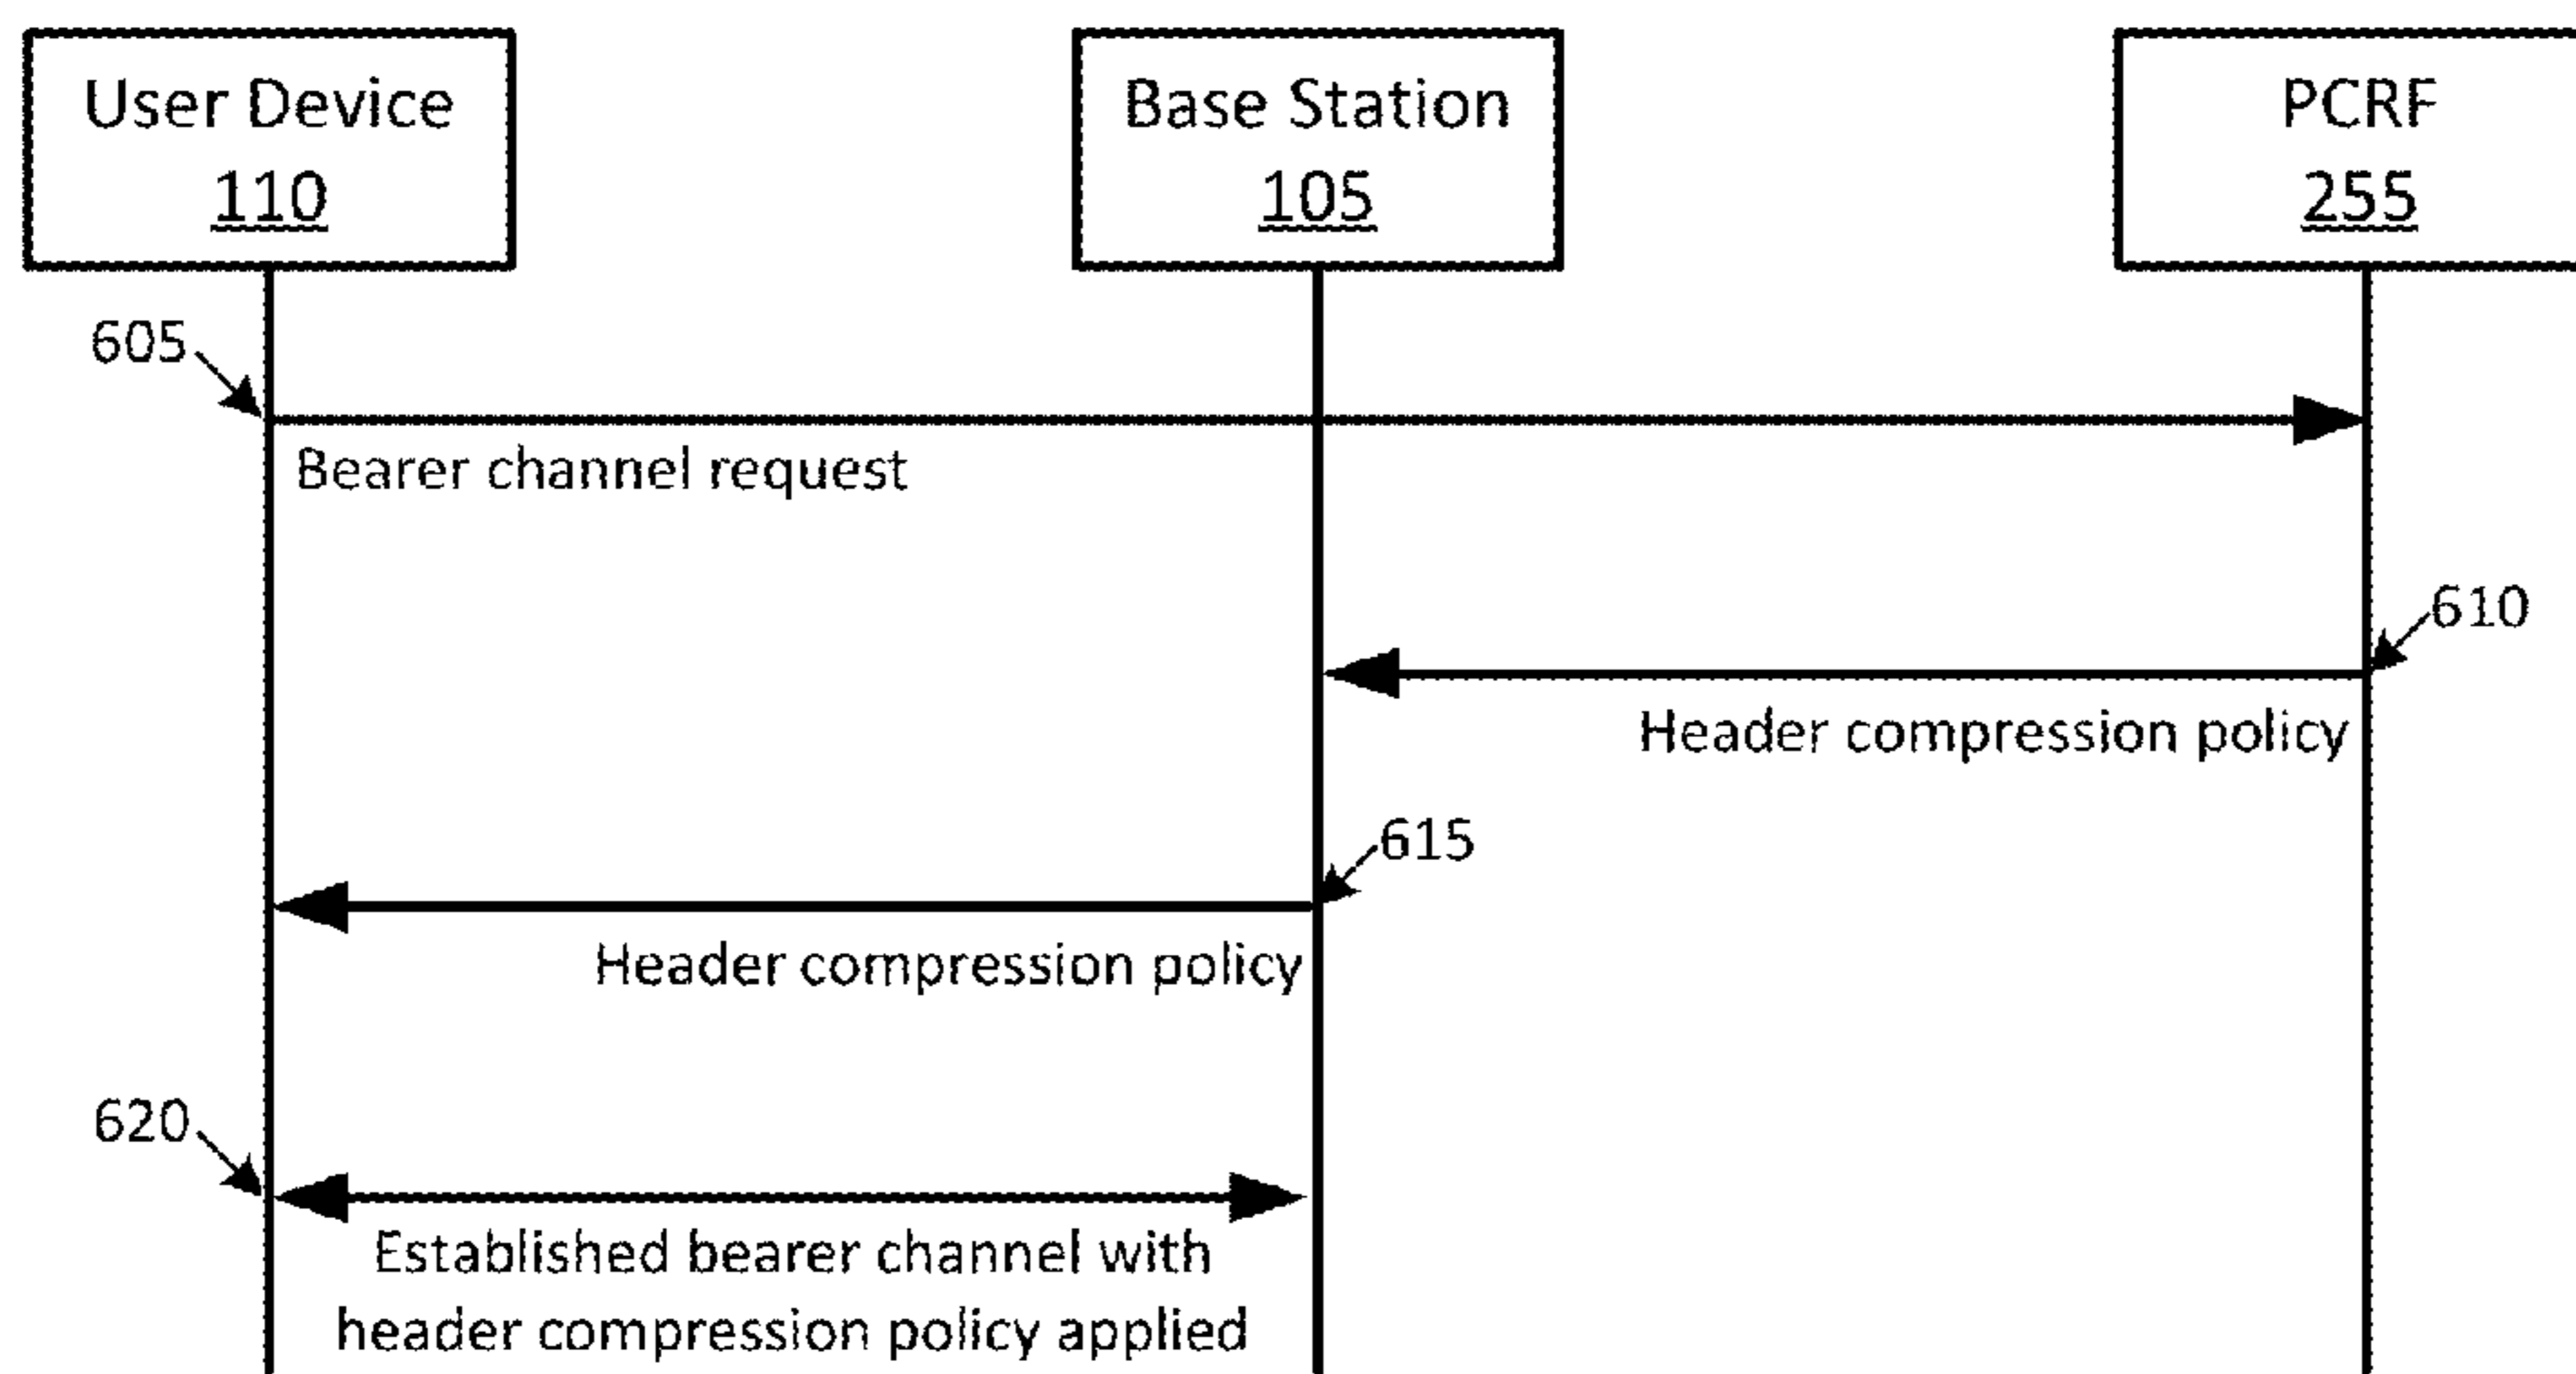 User Device
110
Base Station
105
PCRF
255
605
Bearer channel request
610
Header compression policy
615
Header compression policy
620
Established bearer channel with
header compression policy applied